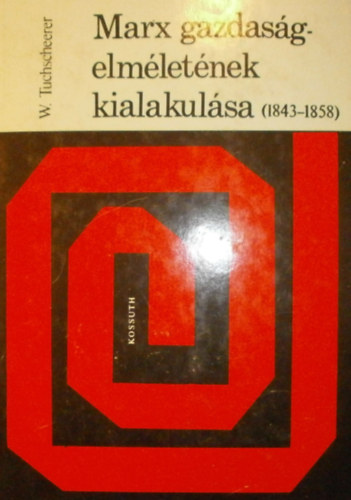 W. Tuchscheerer
Marx gazdaság-
elméletének
kialakulása (1843–1858)
KOSSUTH